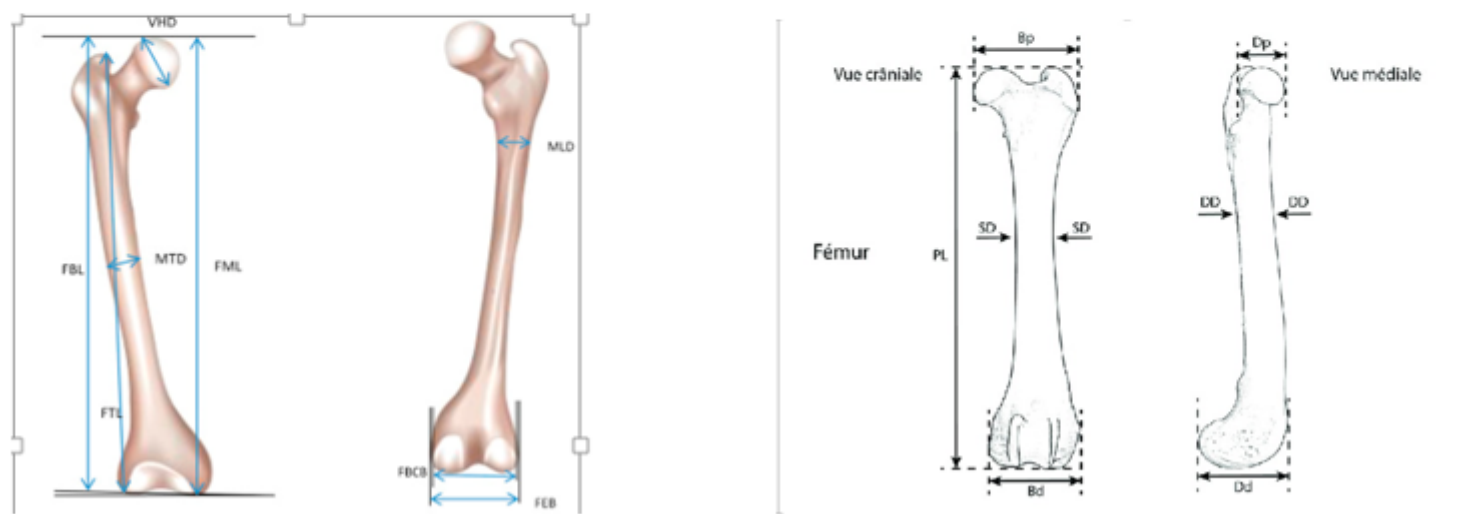 VHD
FBL
MTD
FML
FTL
MLD
FBCB
FEB
Vue crâniale
Bp
Dp
Vue médiale
Fémur
PL
SD
SD
DD
DD
Bd
Dd